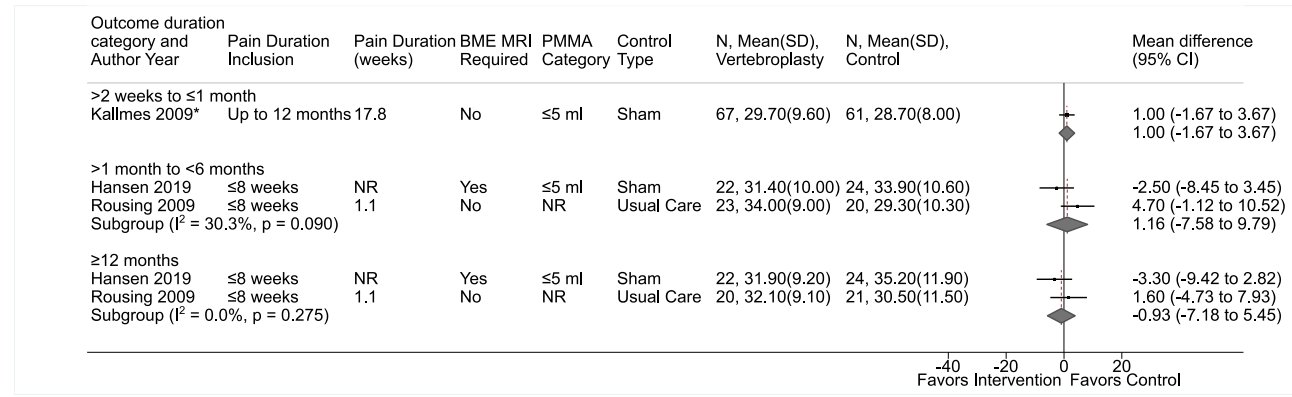 Outcome duration
category and Pain Duration Pain Duration BME MRI PMMA Control N, Mean(SD), N, Mean(SD), Mean difference
Author Year Inclusion (weeks) Required Category Type Vertebroplasty Control (95% CI)
>2 weeks to ≤1 month
Kallmes 2009* Up to 12 months 17.8 No ≤5 ml Sham 67, 29.70(9.60) 61, 28.70(8.00) 1.00 (-1.67 to 3.67)
1.00 (-1.67 to 3.67)
>1 month to <6 months
Hansen 2019 ≤8 weeks NR Yes ≤5 ml Sham 22, 31.40(10.00) 24, 33.90(10.60) -2.50 (-8.45 to 3.45)
Rousing 2009 ≤8 weeks 1.1 No NR Usual Care 23, 34.00(9.00) 20, 29.30(10.30) 4.70 (-1.12 to 10.52)
Subgroup (I² = 30.3%, p = 0.090) 1.16 (-7.58 to 9.79)
≥12 months
Hansen 2019 ≤8 weeks NR Yes ≤5 ml Sham 22, 31.90(9.20) 24, 35.20(11.90) -3.30 (-9.42 to 2.82)
Rousing 2009 ≤8 weeks 1.1 No NR Usual Care 20, 32.10(9.10) 21, 30.50(11.50) 1.60 (-4.73 to 7.93)
Subgroup (I² = 0.0%, p = 0.275) -0.93 (-7.18 to 5.45)
-40 -20 0 20
Favors Intervention Favors Control